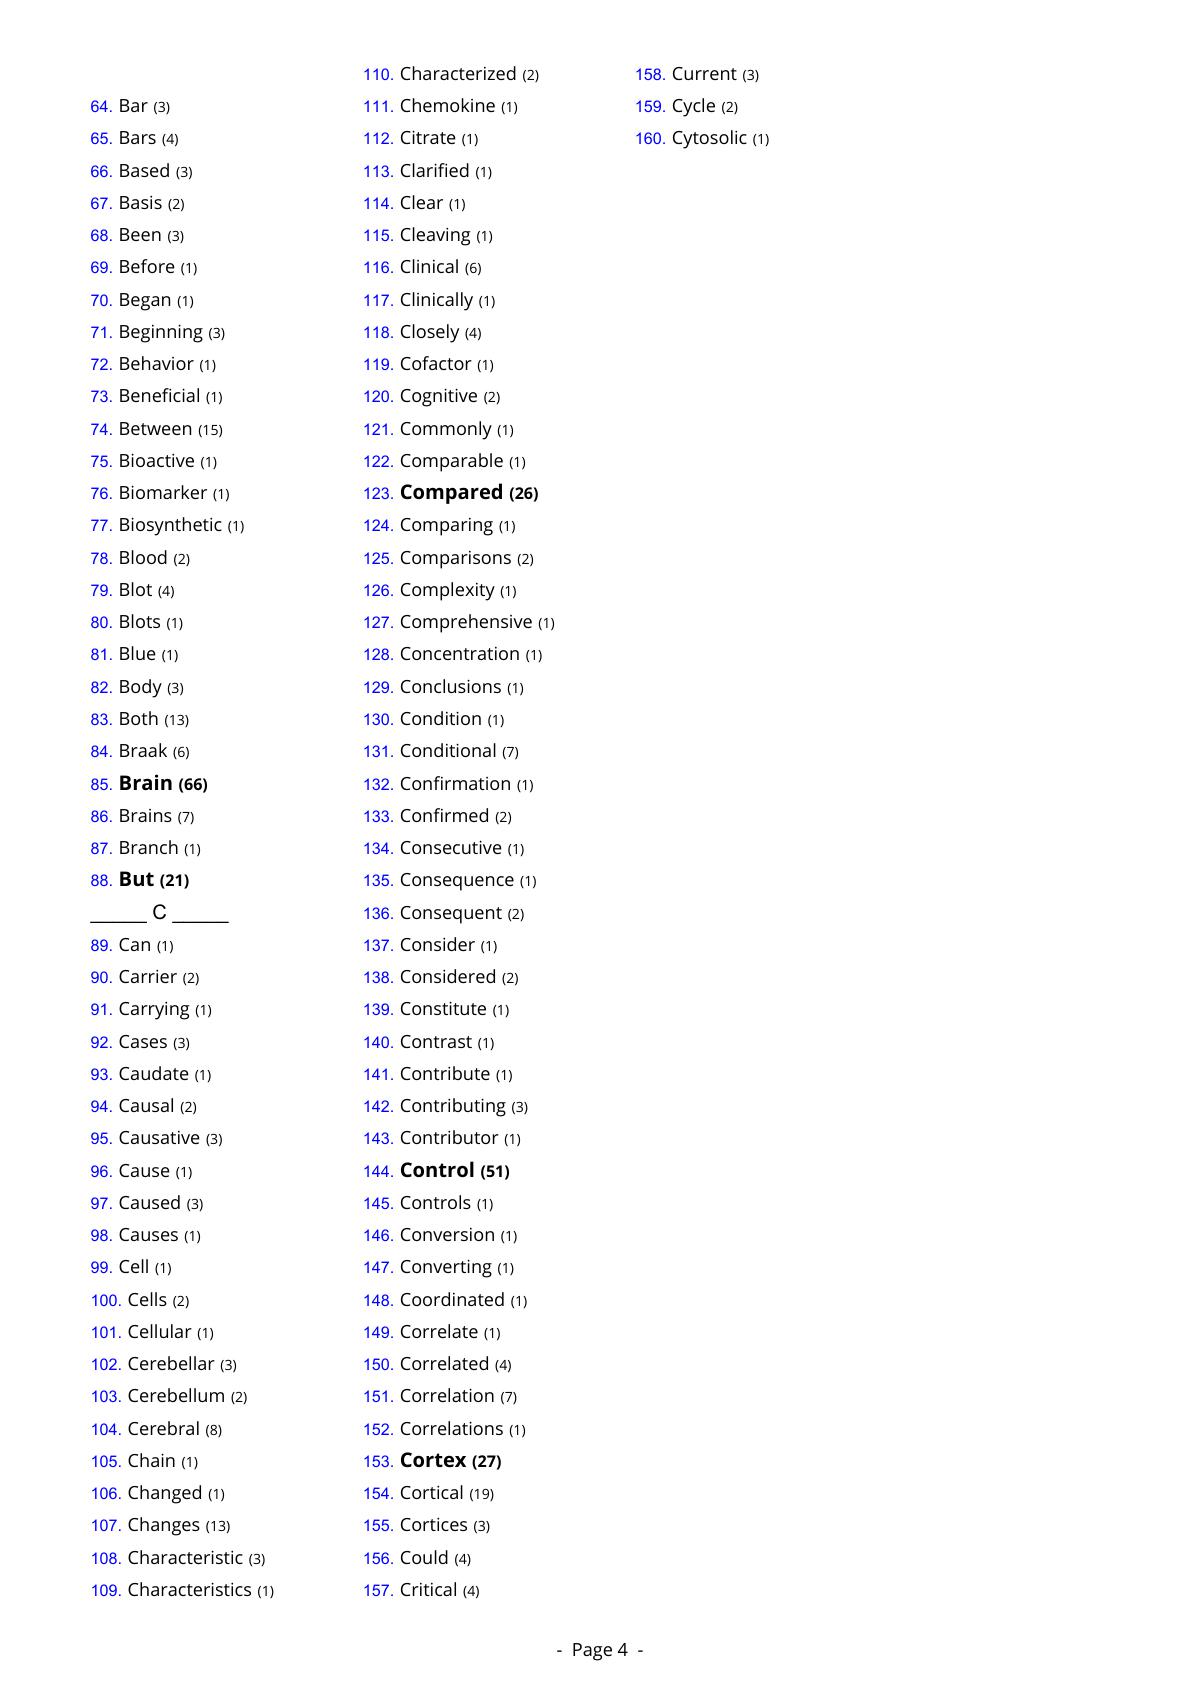 64. Bar (3)
65. Bars (4)
66. Based (3)
67. Basis (2)
68. Been (3)
69. Before (1)
70. Began (1)
71. Beginning (3)
72. Behavior (1)
73. Beneficial (1)
74. Between (15)
75. Bioactive (1)
76. Biomarker (1)
77. Biosynthetic (1)
78. Blood (2)
79. Blot (4)
80. Blots (1)
81. Blue (1)
82. Body (3)
83. Both (13)
84. Braak (6)
85. Brain (66)
86. Brains (7)
87. Branch (1)
88. But (21)
_____ C _____
89. Can (1)
90. Carrier (2)
91. Carrying (1)
92. Cases (3)
93. Caudate (1)
94. Causal (2)
95. Causative (3)
96. Cause (1)
97. Caused (3)
98. Causes (1)
99. Cell (1)
100. Cells (2)
101. Cellular (1)
102. Cerebellar (3)
103. Cerebellum (2)
104. Cerebral (8)
105. Chain (1)
106. Changed (1)
107. Changes (13)
108. Characteristic (3)
109. Characteristics (1)
110. Characterized (2)
111. Chemokine (1)
112. Citrate (1)
113. Clarified (1)
114. Clear (1)
115. Cleaving (1)
116. Clinical (6)
117. Clinically (1)
118. Closely (4)
119. Cofactor (1)
120. Cognitive (2)
121. Commonly (1)
122. Comparable (1)
123. Compared (26)
124. Comparing (1)
125. Comparisons (2)
126. Complexity (1)
127. Comprehensive (1)
128. Concentration (1)
129. Conclusions (1)
130. Condition (1)
131. Conditional (7)
132. Confirmation (1)
133. Confirmed (2)
134. Consecutive (1)
135. Consequence (1)
136. Consequent (2)
137. Consider (1)
138. Considered (2)
139. Constitute (1)
140. Contrast (1)
141. Contribute (1)
142. Contributing (3)
143. Contributor (1)
144. Control (51)
145. Controls (1)
146. Conversion (1)
147. Converting (1)
148. Coordinated (1)
149. Correlate (1)
150. Correlated (4)
151. Correlation (7)
152. Correlations (1)
153. Cortex (27)
154. Cortical (19)
155. Cortices (3)
156. Could (4)
157. Critical (4)
158. Current (3)
159. Cycle (2)
160. Cytosolic (1)
- Page 4 -